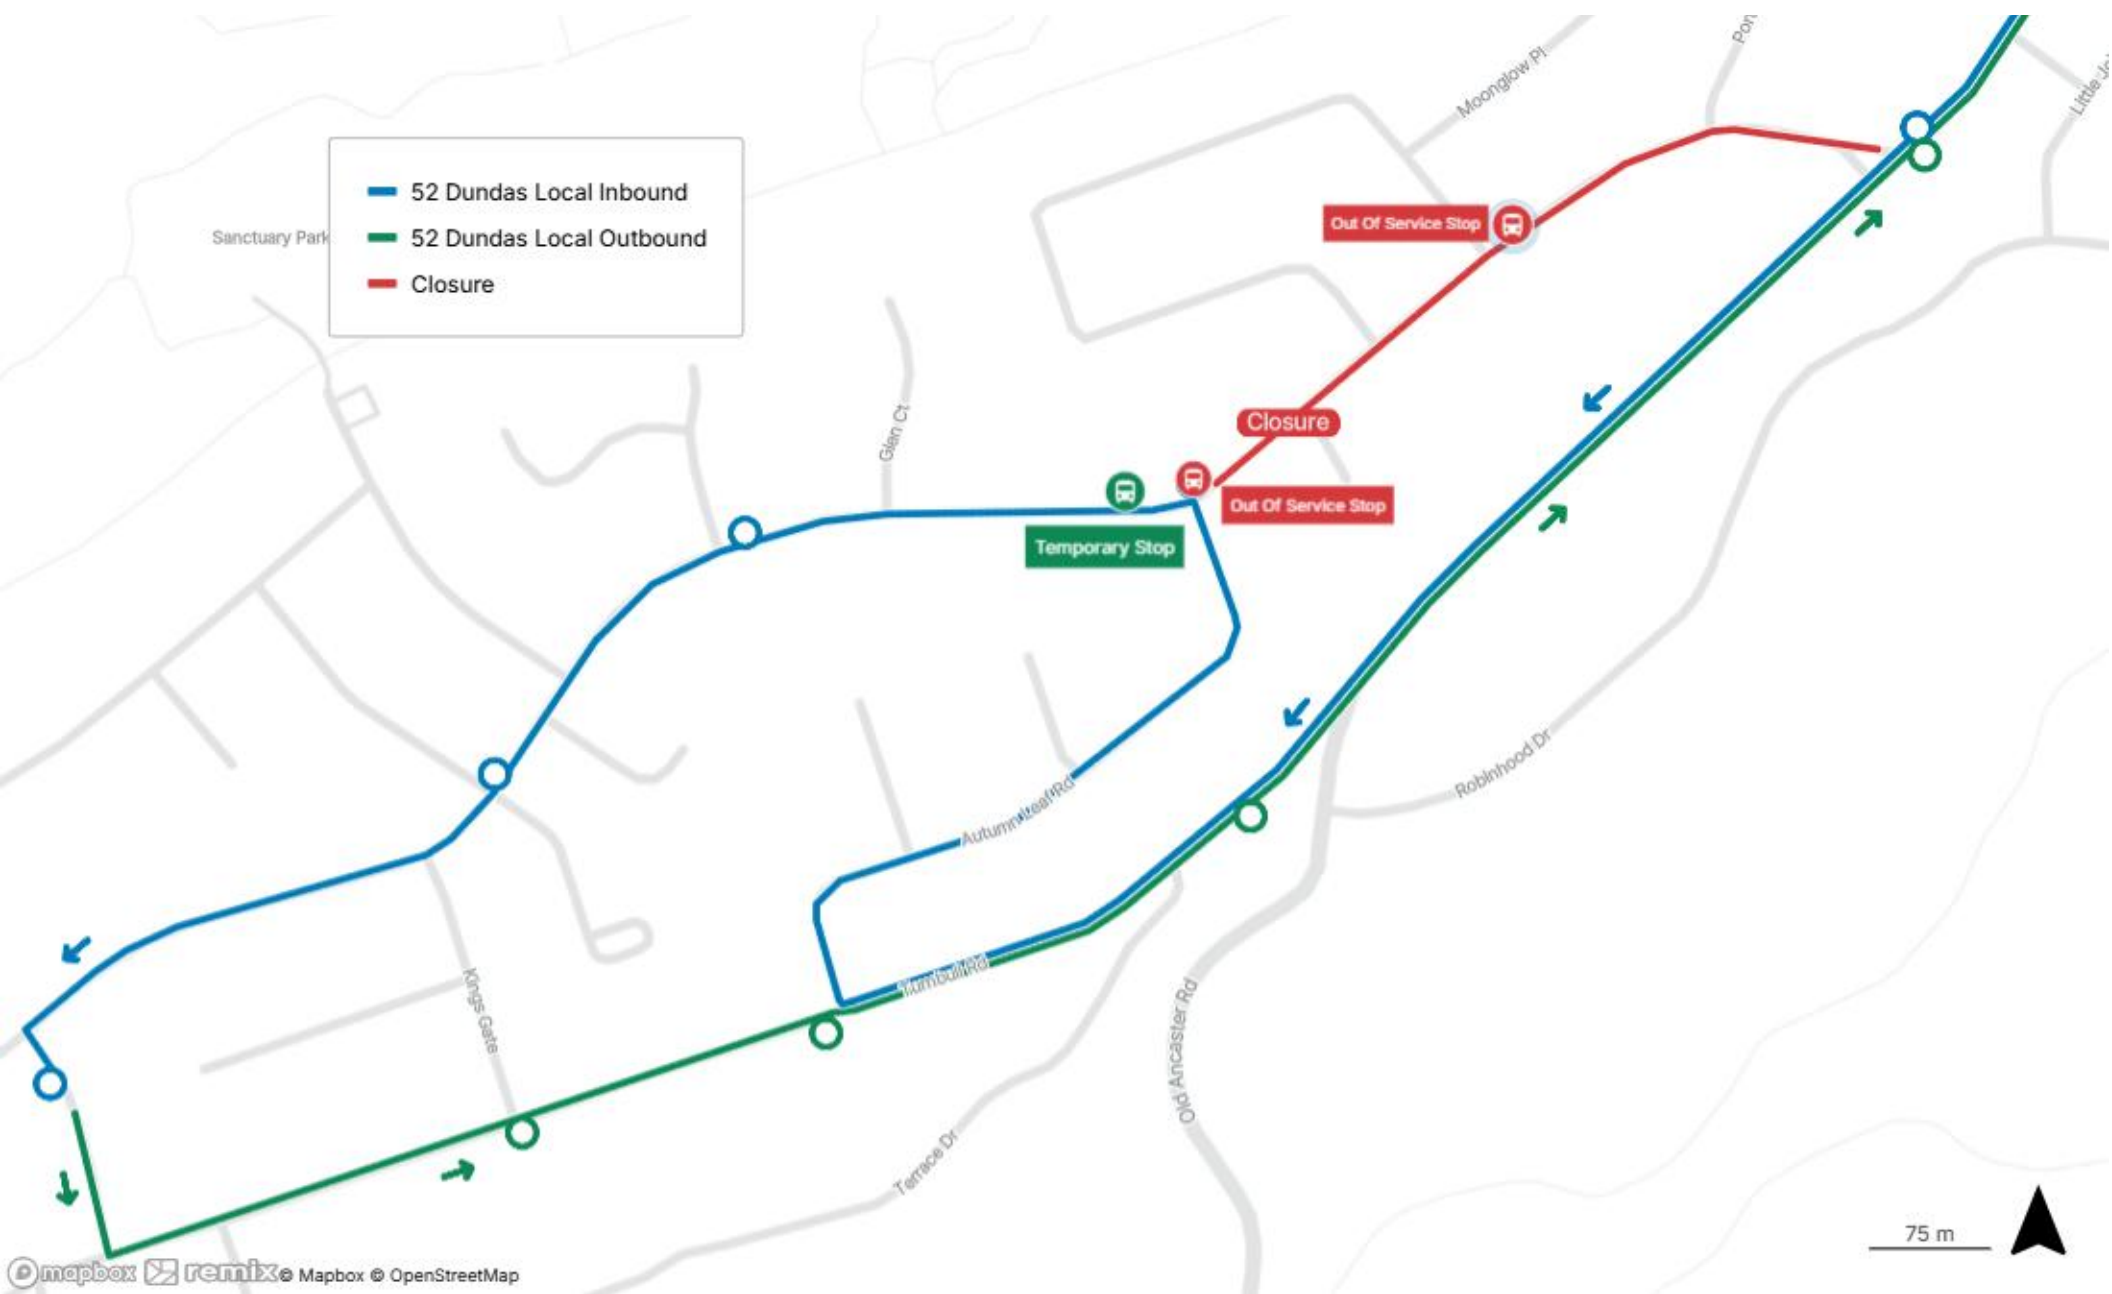 Moonglow Pl
52 Dundas Local Inbound
52 Dundas Local Outbound
Closure
Sanctuary Park
Out Of Service Stop
Glen Ct
Closure
Out Of Service Stop
Temporary Stop
Autumn Leaf Rd
Robinhood Dr
Turnbull Rd
Kings Gate
Old Ancaster Rd
Terrace Dr
75 m
mapbox remix © Mapbox © OpenStreetMap